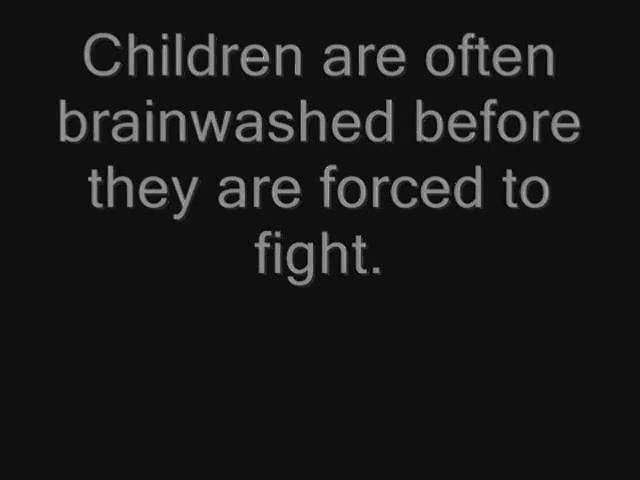 Children are often
brainwashed before
they are forced to
fight.